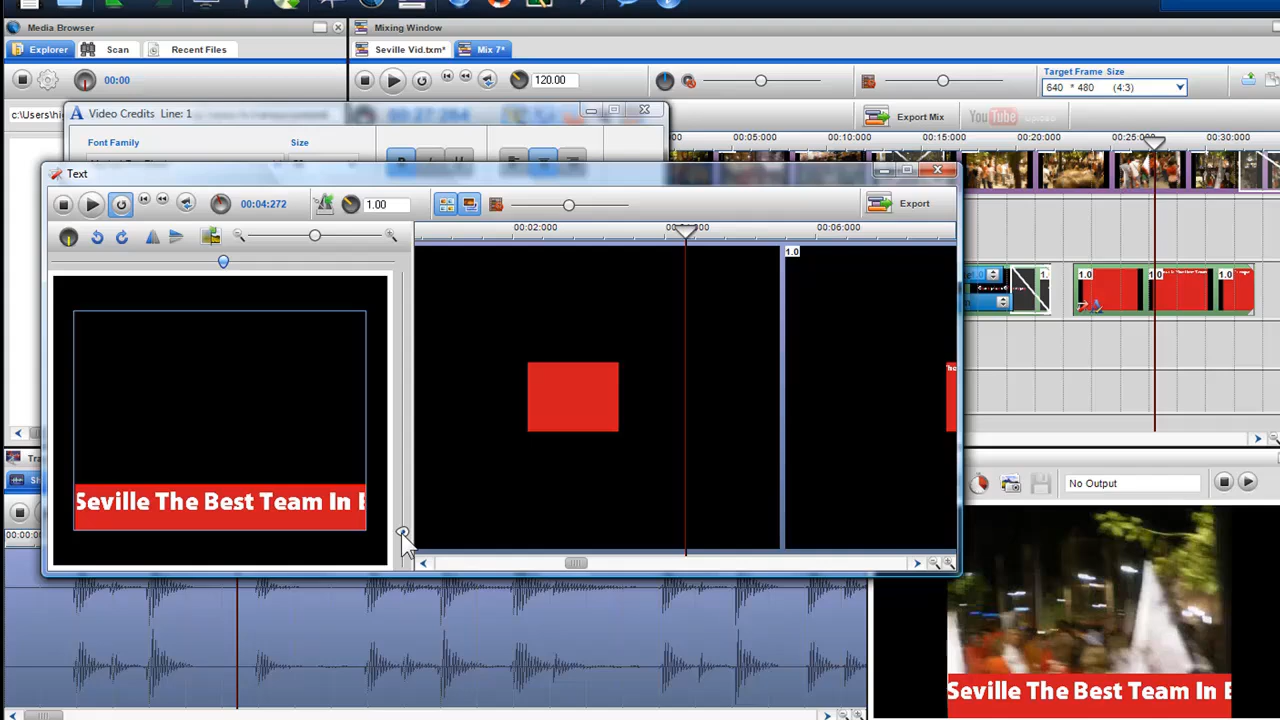 Media Browser
Mixing Window
Explorer
Scan
Recent Files
Seville Vid.txm*
Mix 7*
00:00
120.00
Target Frame Size
640 * 480 (4:3)
c:\Users\hi
Video Credits Line: 1
Export Mix
YouTube
Font Family
Size
00:05:000
00:10:000
00:15:000
00:20:000
00:25:000
00:30:000
Text
00:04:272
1.00
Export
00:02:000
00:06:000
1.0
1.0
1.0
1.0
Seville The Best Team In E
Tra
No Output
Seville The Best Team In E